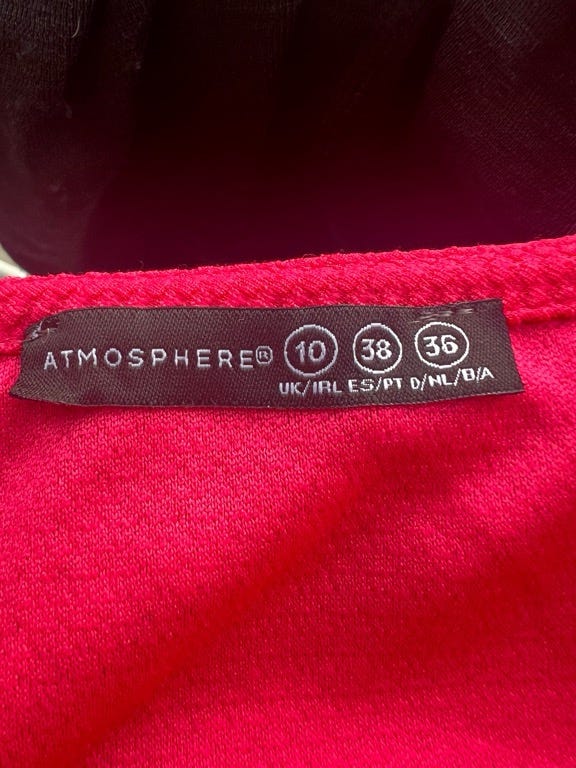 ATMOSPHERE® 10 38 36
UK/IRL ES/PT D/NL/B/A